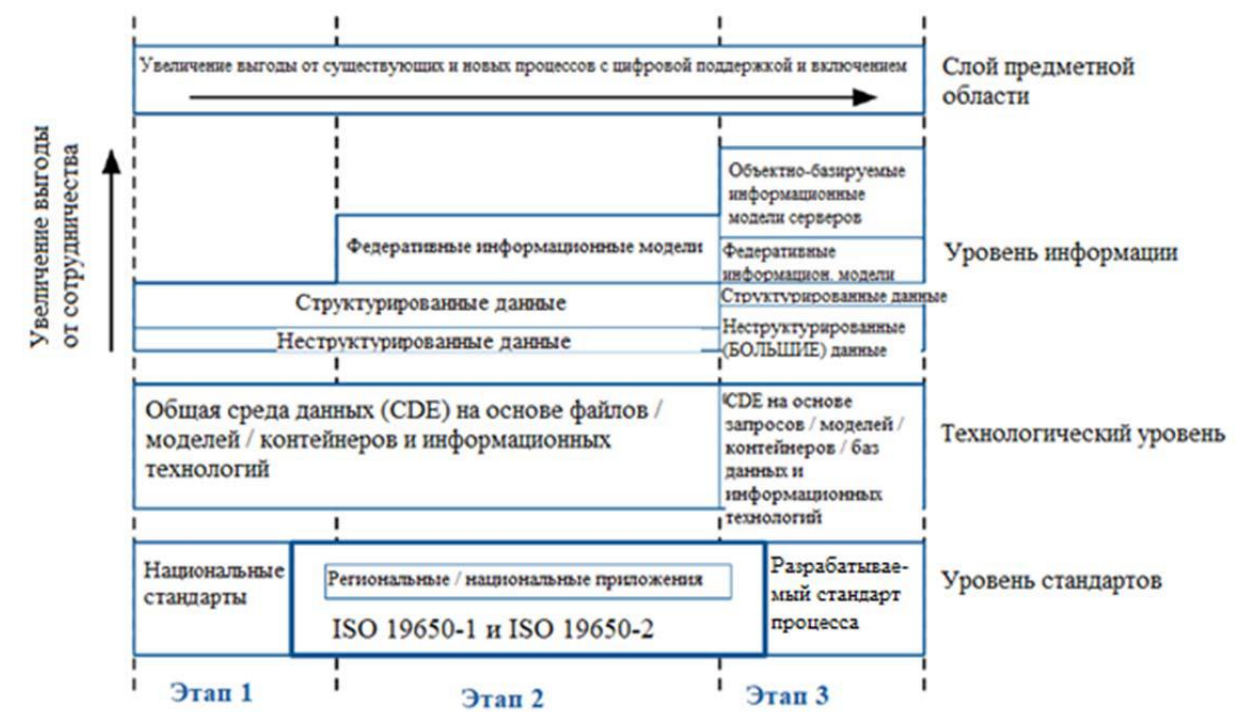 Увеличение выгоды от существующих и новых процессов с цифровой поддержкой и включением
Слой предметной
области
Увеличение выгоды
от сотрудничества
Объектно-базируемые
информационные
модели серверов
Федеративные информационные модели
Федеративные
информацион. модели
Уровень информации
Структурированные данные
Структурированные данные
Неструктурированные данные
Неструктурированные
(БОЛЬШИЕ) данные
Общая среда данных (CDE) на основе файлов /
моделей / контейнеров и информационных
технологий
CDE на основе
запросов / моделей /
контейнеров / баз
данных и
информационных
технологий
Технологический уровень
Национальные
стандарты
Региональные / национальные приложения
ISO 19650-1 и ISO 19650-2
Разрабатывае-
мый стандарт
процесса
Уровень стандартов
Этап 1
Этап 2
Этап 3